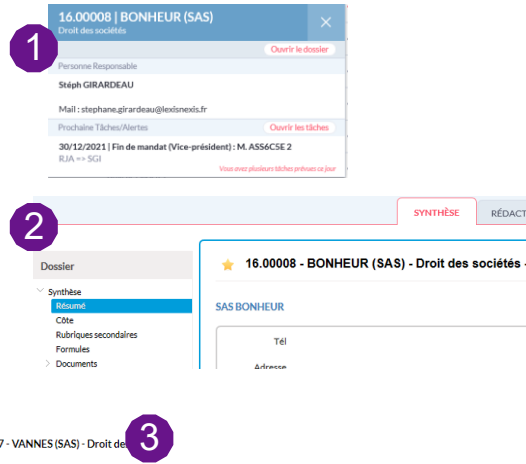 1
16.00008 | BONHEUR (SAS)
Droit des sociétés
Ouvrir le dossier
Personne Responsable
Stéph GIRARDEAU
Mail : stephane.girardeau@lexisnexis.fr
Prochaine Tâches/Alertes
Ouvrir les tâches
30/12/2021 | Fin de mandat (Vice-président) : M. ASS6C5E 2
RJA => SGI
Vous avez plusieurs tâches prévues ce jour
2
SYNTHÈSE
RÉDACT
Dossier
Synthèse
Résumé
Côte
Rubriques secondaires
Formules
Documents
16.00008 - BONHEUR (SAS) - Droit des sociétés -
SAS BONHEUR
Tél
Adresse
7 - VANNES (SAS) - Droit de
3